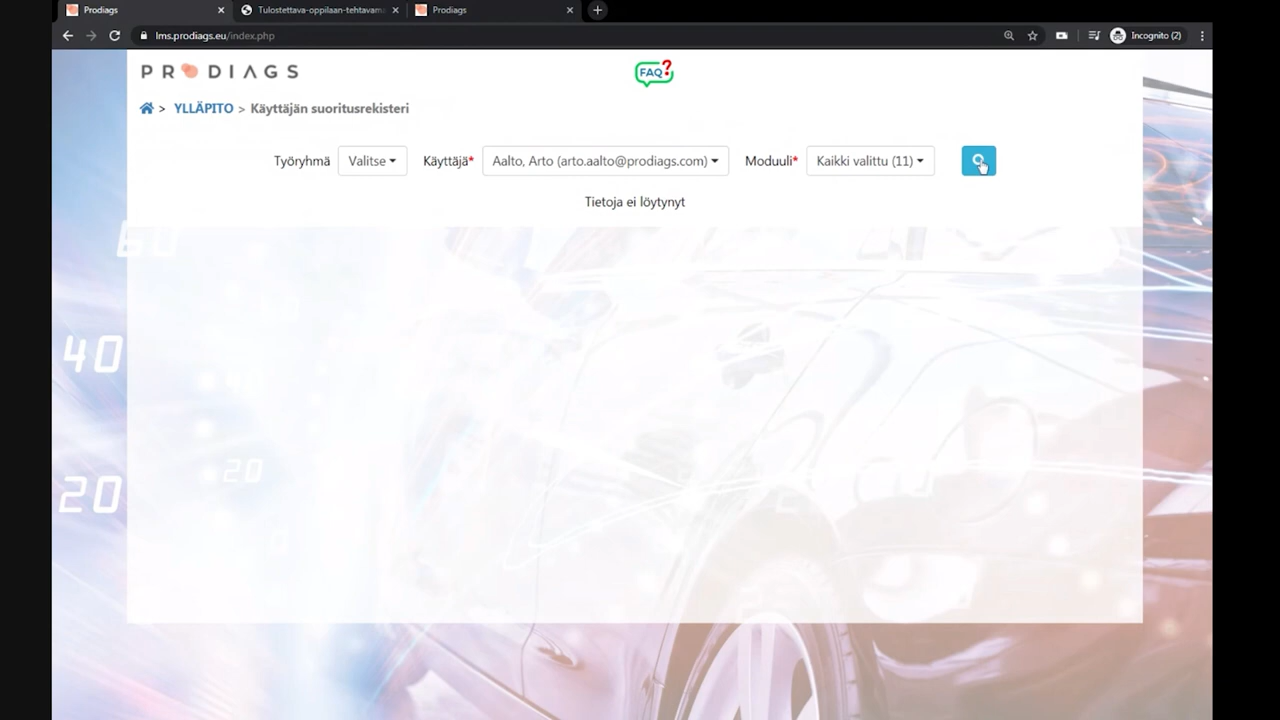 Prodiags
Tulostettava-oppilaan-tehtavama
Prodiags
lms.prodiags.eu/index.php
Incognito (2)
PRODIAGS
FAQ?
> YLLÄPITO > Käyttäjän suoritusrekisteri
Työryhmä Valitse Käyttäjä* Aalto, Arto (arto.aalto@prodiags.com) Moduuli* Kaikki valittu (11)
Tietoja ei löytynyt
60
40
20
20